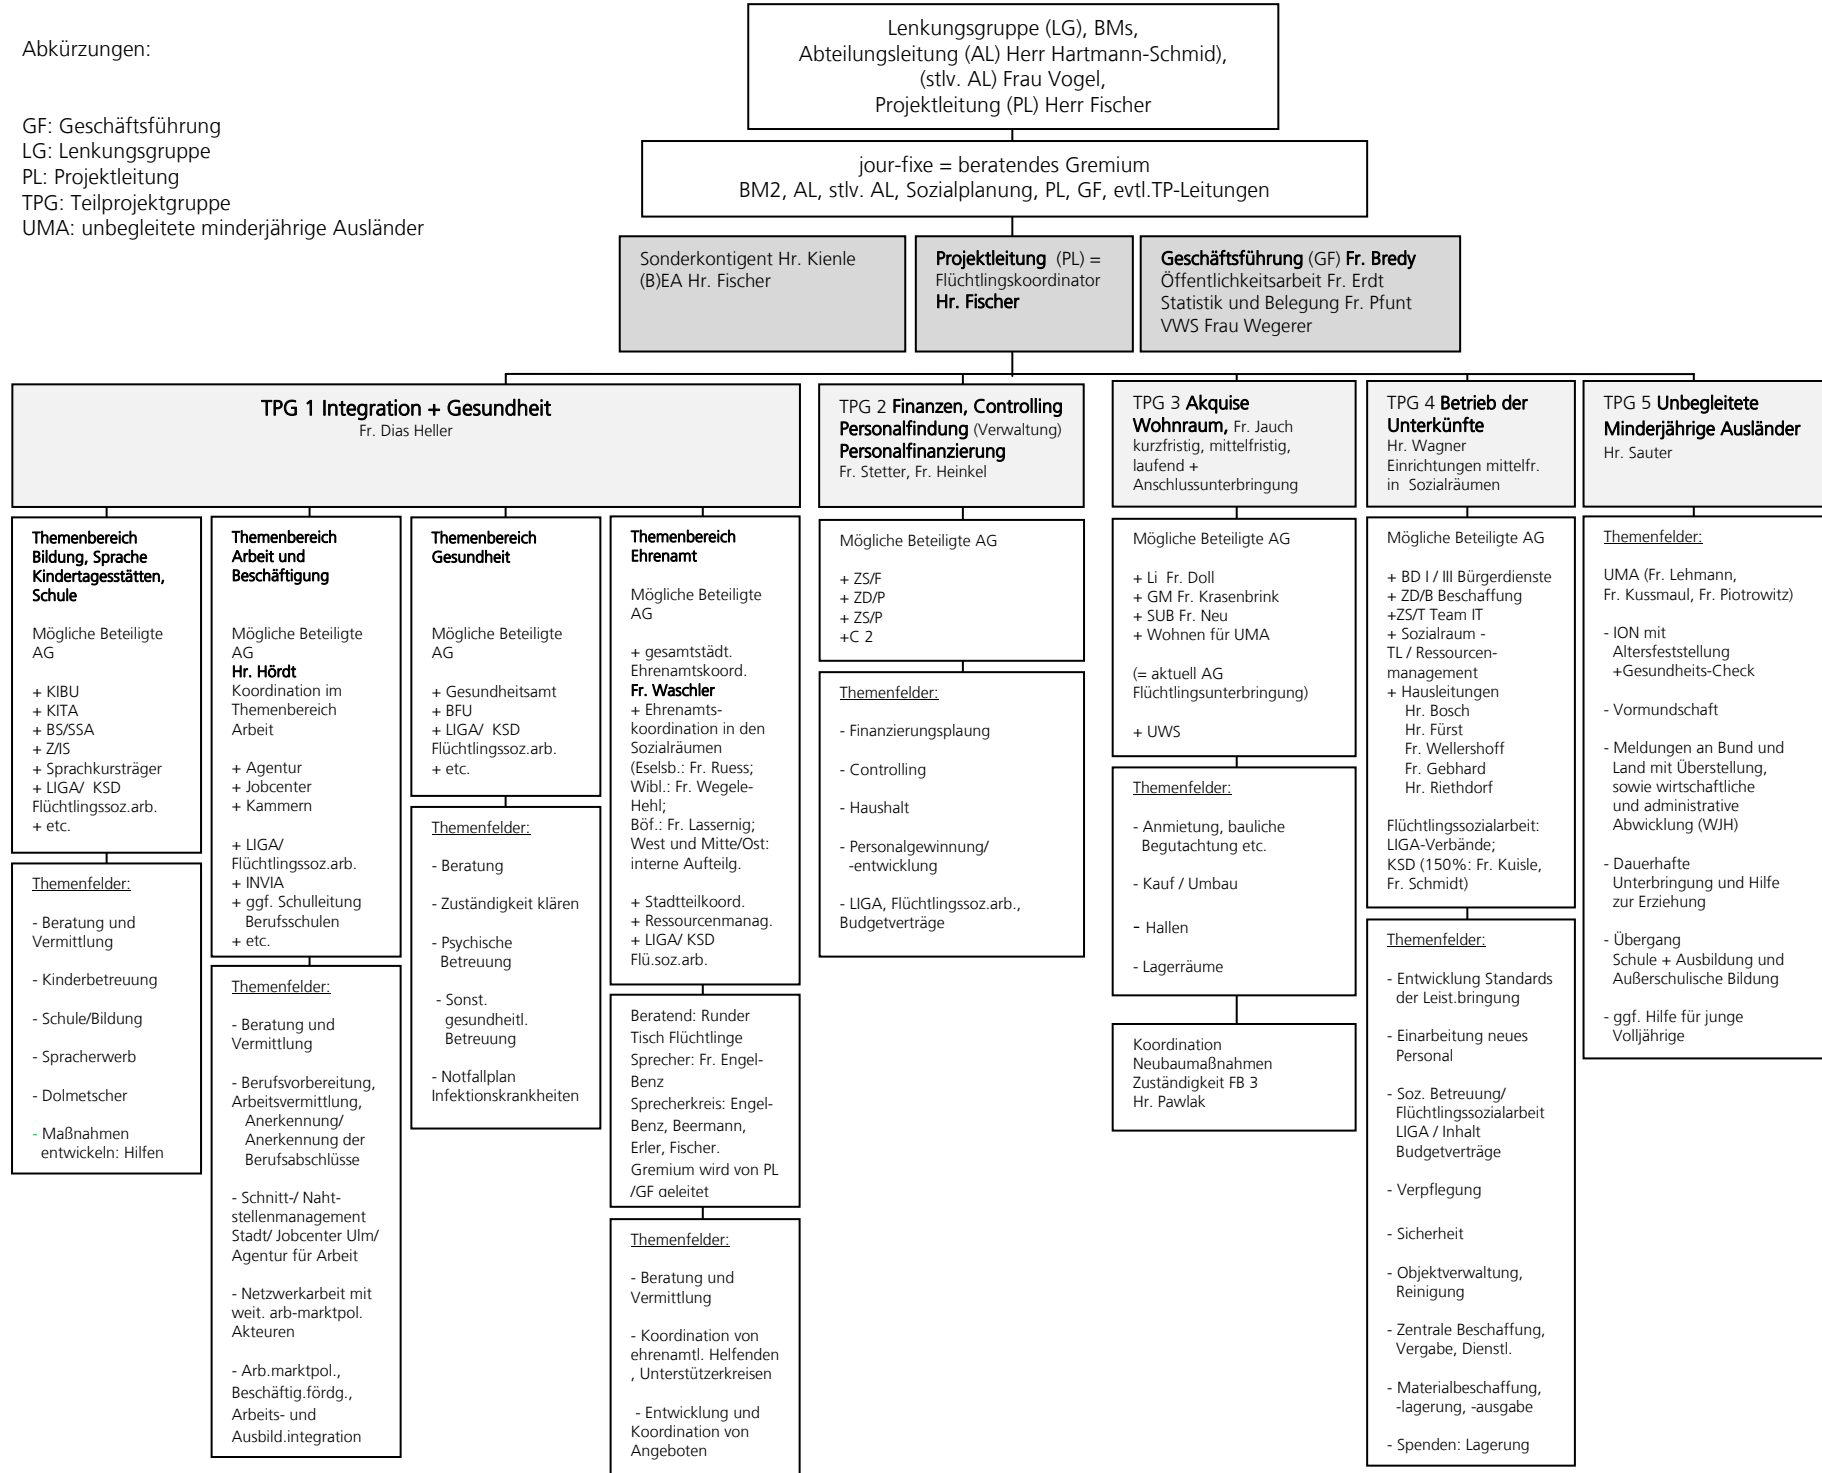 Abkürzungen:
GF: Geschäftsführung
LG: Lenkungsgruppe
PL: Projektleitung
TPG: Teilprojektgruppe
UMA: unbegleitete minderjährige Ausländer
Lenkungsgruppe (LG), BMs,
Abteilungsleitung (AL) Herr Hartmann-Schmid),
(stlv. AL) Frau Vogel,
Projektleitung (PL) Herr Fischer
jour-fixe = beratendes Gremium
BM2, AL, stlv. AL, Sozialplanung, PL, GF, evtl.TP-Leitungen
Sonderkontigent Hr. Kienle
(B)EA Hr. Fischer
Projektleitung (PL) =
Flüchtlingskoordinator
Hr. Fischer
Geschäftsführung (GF) Fr. Bredy
Öffentlichkeitsarbeit Fr. Erdt
Statistik und Belegung Fr. Pfunt
VWS Frau Wegerer
TPG 1 Integration + Gesundheit
Fr. Dias Heller
TPG 2 Finanzen, Controlling
Personalfindung (Verwaltung)
Personalfinanzierung
Fr. Stetter, Fr. Heinkel
TPG 3 Akquise
Wohnraum, Fr. Jauch
kurzfristig, mittelfristig,
laufend +
Anschlussunterbringung
TPG 4 Betrieb der
Unterkünfte
Hr. Wagner
Einrichtungen mittelfr.
in Sozialräumen
TPG 5 Unbegleitete
Minderjährige Ausländer
Hr. Sauter
Themenbereich
Bildung, Sprache
Kindertagesstätten,
Schule
Mögliche Beteiligte
AG
+ KIBU
+ KITA
+ BS/SSA
+ Z/IS
+ Sprachkursträger
+ LIGA/ KSD
Flüchtlingssoz.arb.
+ etc.
Themenfelder:
- Beratung und
Vermittlung
- Kinderbetreuung
- Schule/Bildung
- Spracherwerb
- Dolmetscher
- Maßnahmen
entwickeln: Hilfen
Themenbereich
Arbeit und
Beschäftigung
Mögliche Beteiligte
AG
Hr. Hördt
Koordination im
Themenbereich
Arbeit
+ Agentur
+ Jobcenter
+ Kammern
+ LIGA/
Flüchtlingssoz.arb.
+ INVIA
+ ggf. Schulleitung
Berufsschulen
+ etc.
Themenfelder:
- Beratung und
Vermittlung
- Berufsvorbereitung,
Arbeitsvermittlung,
Anerkennung/
Anerkennung der
Berufsabschlüsse
- Schnitt-/ Naht-
stellenmanagement
Stadt/ Jobcenter Ulm/
Agentur für Arbeit
- Netzwerkarbeit mit
weit. arb-marktpol.
Akteuren
- Arb.marktpol.,
Beschäftig.fördg.,
Arbeits- und
Ausbild.integration
Themenbereich
Gesundheit
Mögliche Beteiligte
AG
+ Gesundheitsamt
+ BFU
+ LIGA/ KSD
Flüchtlingssoz.arb.
+ etc.
Themenfelder:
- Beratung
- Zuständigkeit klären
- Psychische
Betreuung
- Sonst.
gesundheitl.
Betreuung
- Notfallplan
Infektionskrankheiten
Themenbereich
Ehrenamt
Mögliche Beteiligte
AG
+ gesamtstädt.
Ehrenamtskoord.
Fr. Waschler
+ Ehrenamts-
koordination in den
Sozialräumen
(Eselsb.: Fr. Ruess;
Wibl.: Fr. Wegele-
Hehl;
Böf.: Fr. Lassernig;
West und Mitte/Ost:
interne Aufteilg.
+ Stadtteilkoord.
+ Ressourcenmanag.
+ LIGA/ KSD
Flü.soz.arb.
Beratend: Runder
Tisch Flüchtlinge
Sprecher: Fr. Engel-
Benz
Sprecherkreis: Engel-
Benz, Beermann,
Erler, Fischer.
Gremium wird von PL
/GF geleitet
Themenfelder:
- Beratung und
Vermittlung
- Koordination von
ehrenamtl. Helfenden
, Unterstützerkreisen
- Entwicklung und
Koordination von
Angeboten
Mögliche Beteiligte AG
+ ZS/F
+ ZD/P
+ ZS/P
+C 2
Themenfelder:
- Finanzierungsplaung
- Controlling
- Haushalt
- Personalgewinnung/
-entwicklung
- LIGA, Flüchtlingssoz.arb.,
Budgetverträge
Mögliche Beteiligte AG
+ Li Fr. Doll
+ GM Fr. Krasenbrink
+ SUB Fr. Neu
+ Wohnen für UMA
(= aktuell AG
Flüchtlingsunterbringung)
+ UWS
Themenfelder:
- Anmietung, bauliche
Begutachtung etc.
- Kauf / Umbau
- Hallen
- Lagerräume
Koordination
Neubaumaßnahmen
Zuständigkeit FB 3
Hr. Pawlak
Mögliche Beteiligte AG
+ BD I / III Bürgerdienste
+ ZD/B Beschaffung
+ZS/T Team IT
+ Sozialraum -
TL / Ressourcen-
management
+ Hausleitungen
Hr. Bosch
Hr. Fürst
Fr. Wellershoff
Fr. Gebhard
Hr. Riethdorf
Flüchtlingssozialarbeit:
LIGA-Verbände;
KSD (150%: Fr. Kuisle,
Fr. Schmidt)
Themenfelder:
- Entwicklung Standards
der Leist.bringung
- Einarbeitung neues
Personal
- Soz. Betreuung/
Flüchtlingssozialarbeit
LIGA / Inhalt
Budgetverträge
- Verpflegung
- Sicherheit
- Objektverwaltung,
Reinigung
- Zentrale Beschaffung,
Vergabe, Dienstl.
- Materialbeschaffung,
-lagerung, -ausgabe
- Spenden: Lagerung
Themenfelder:
UMA (Fr. Lehmann,
Fr. Kussmaul, Fr. Piotrowitz)
- ION mit
Altersfeststellung
+Gesundheits-Check
- Vormundschaft
- Meldungen an Bund und
Land mit Überstellung,
sowie wirtschaftliche
und administrative
Abwicklung (WJH)
- Dauerhafte
Unterbringung und Hilfe
zur Erziehung
- Übergang
Schule + Ausbildung und
Außerschulische Bildung
- ggf. Hilfe für junge
Volljährige